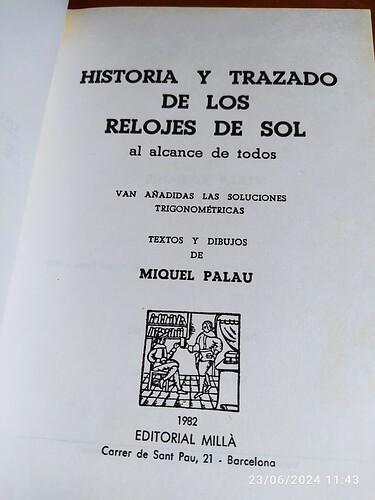 HISTORIA Y TRAZADO
DE LOS
RELOJES DE SOL
al alcance de todos
VAN AÑADIDAS LAS SOLUCIONES
TRIGONOMÉTRICAS
TEXTOS Y DIBUJOS
DE
MIQUEL PALAU
1982
EDITORIAL MILLÀ
Carrer de Sant Pau, 21 - Barcelona
23/06/2024 11:43